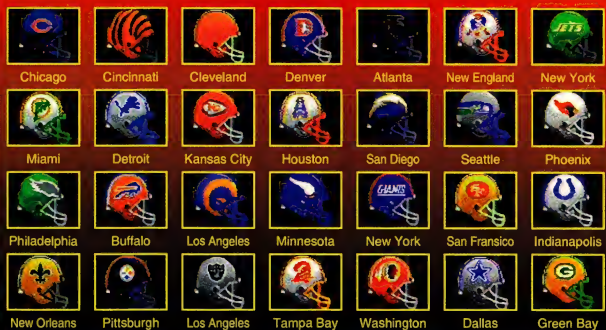 JETS
Chicago Cincinnati Cleveland Denver Atlanta New England New York
Miami Detroit Kansas City Houston San Diego Seattle Phoenix
GIANTS
Philadelphia Buffalo Los Angeles Minnesota New York San Fransico Indianapolis
G
New Orleans Pittsburgh Los Angeles Tampa Bay Washington Dallas Green Bay